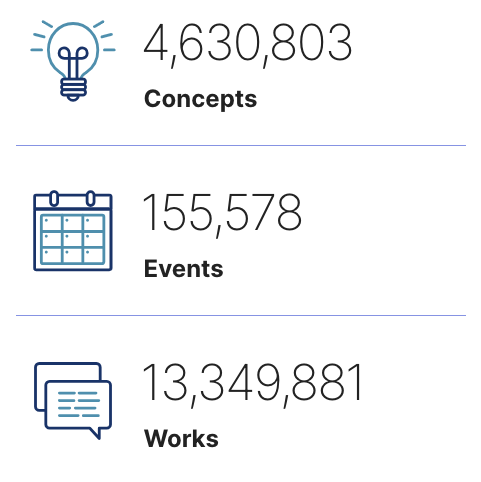 4,630,803
Concepts
155,578
Events
13,349,881
Works